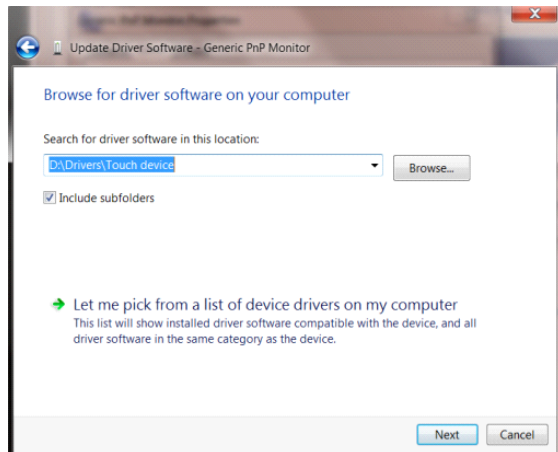 Update Driver Software - Generic PnP Monitor
Browse for driver software on your computer
Search for driver software in this location:
D:\Drivers\Touch device
Browse...
Include subfolders
Let me pick from a list of device drivers on my computer
This list will show installed driver software compatible with the device, and all
driver software in the same category as the device.
Next
Cancel